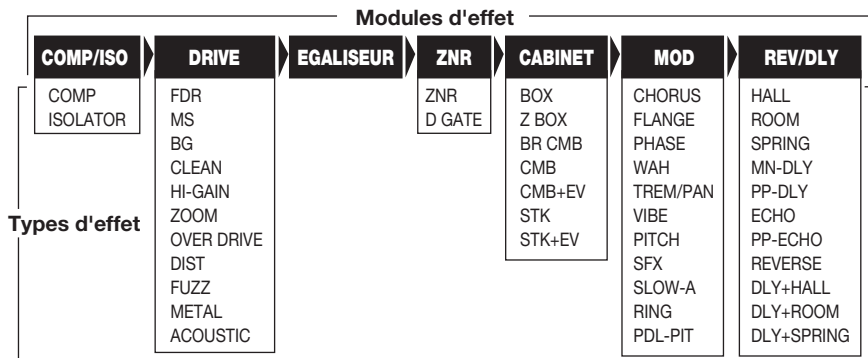 Modules d'effet
COMP/ISO DRIVE EGALISEUR ZNR CABINET MOD REV/DLY
COMP FDR ZNR BOX CHORUS HALL
ISOLATOR MS D GATE Z BOX FLANGE ROOM
BG BR CMB PHASE SPRING
CLEAN CMB WAH MN-DLY
HI-GAIN CMB+EV TREM/PAN PP-DLY
ZOOM STK VIBE ECHO
Types d'effet
OVER DRIVE STK+EV PITCH PP-ECHO
DIST SFX REVERSE
FUZZ SLOW-A DLY+HALL
METAL RING DLY+ROOM
ACOUSTIC PDL-PIT DLY+SPRING